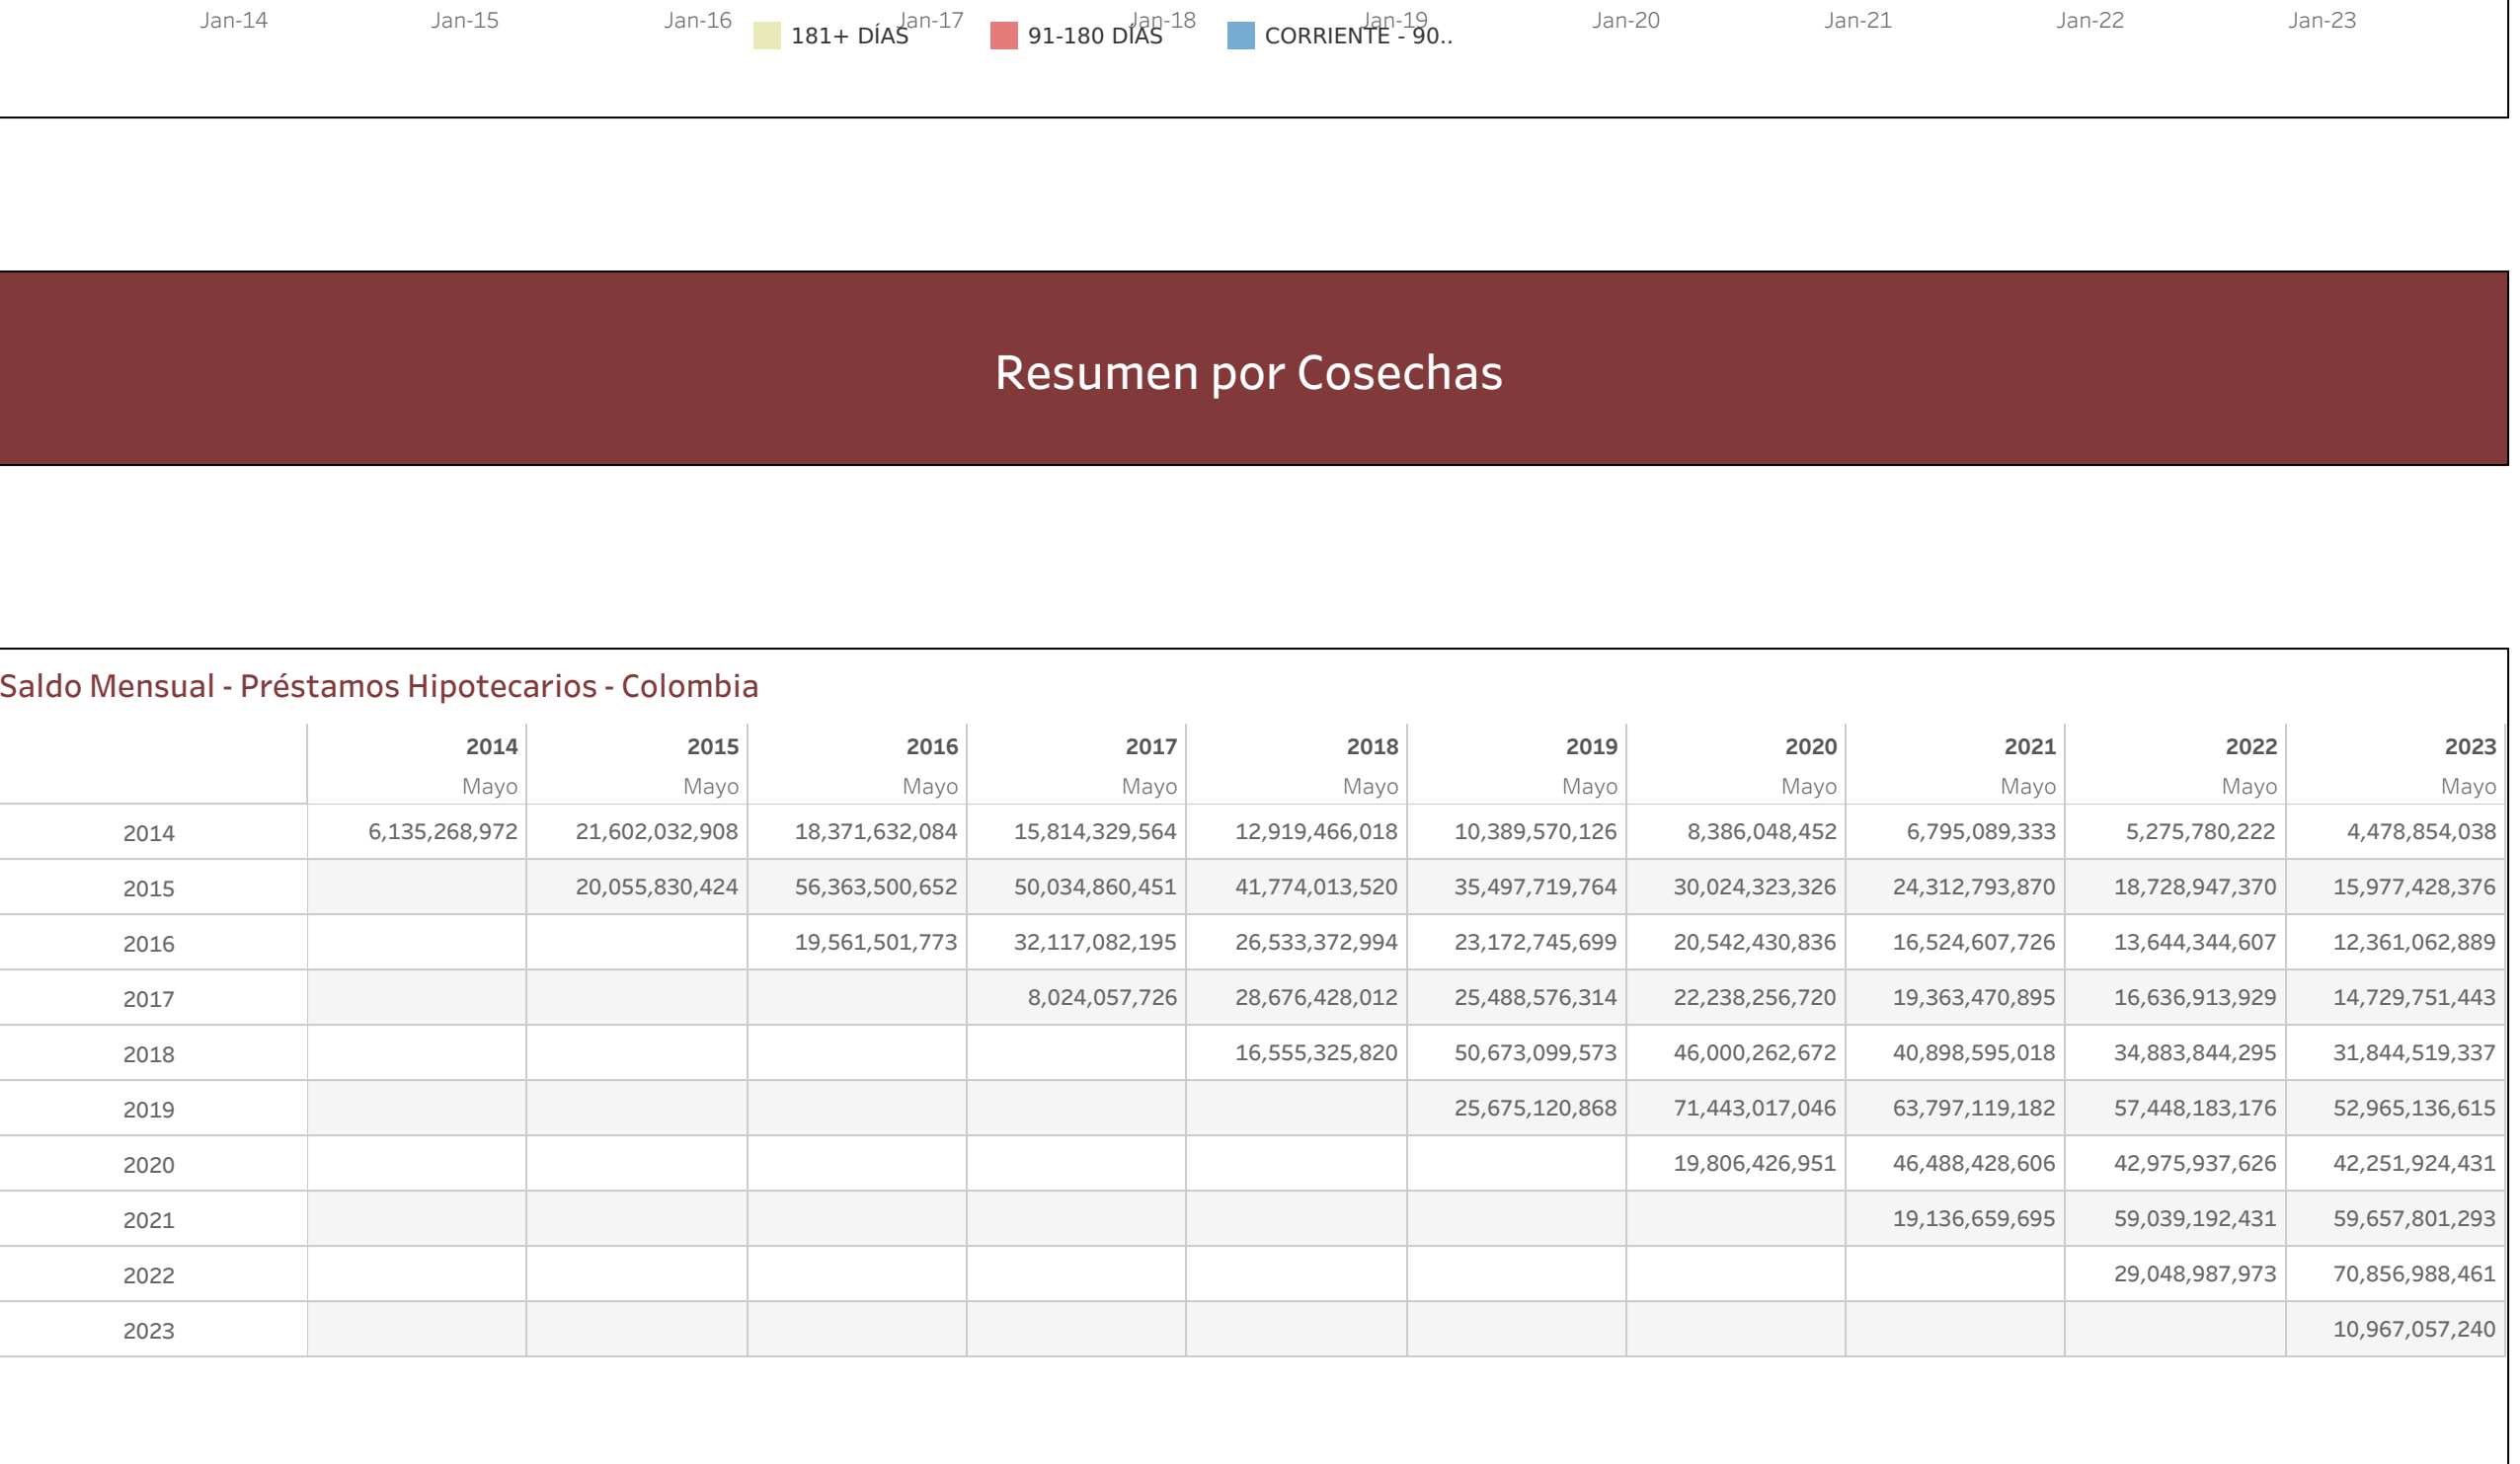 Jan-14 Jan-15 Jan-16 Jan-17 Jan-18 Jan-19 Jan-20 Jan-21 Jan-22 Jan-23
181+ DÍAS 91-180 DÍAS CORRIENTE - 90..
Resumen por Cosechas
Saldo Mensual - Préstamos Hipotecarios - Colombia
2014 2015 2016 2017 2018 2019 2020 2021 2022 2023
Mayo Mayo Mayo Mayo Mayo Mayo Mayo Mayo Mayo Mayo
2014 6,135,268,972 21,602,032,908 18,371,632,084 15,814,329,564 12,919,466,018 10,389,570,126 8,386,048,452 6,795,089,333 5,275,780,222 4,478,854,038
2015 20,055,830,424 56,363,500,652 50,034,860,451 41,774,013,520 35,497,719,764 30,024,323,326 24,312,793,870 18,728,947,370 15,977,428,376
2016 19,561,501,773 32,117,082,195 26,533,372,994 23,172,745,699 20,542,430,836 16,524,607,726 13,644,344,607 12,361,062,889
2017 8,024,057,726 28,676,428,012 25,488,576,314 22,238,256,720 19,363,470,895 16,636,913,929 14,729,751,443
2018 16,555,325,820 50,673,099,573 46,000,262,672 40,898,595,018 34,883,844,295 31,844,519,337
2019 25,675,120,868 71,443,017,046 63,797,119,182 57,448,183,176 52,965,136,615
2020 19,806,426,951 46,488,428,606 42,975,937,626 42,251,924,431
2021 19,136,659,695 59,039,192,431 59,657,801,293
2022 29,048,987,973 70,856,988,461
2023 10,967,057,240